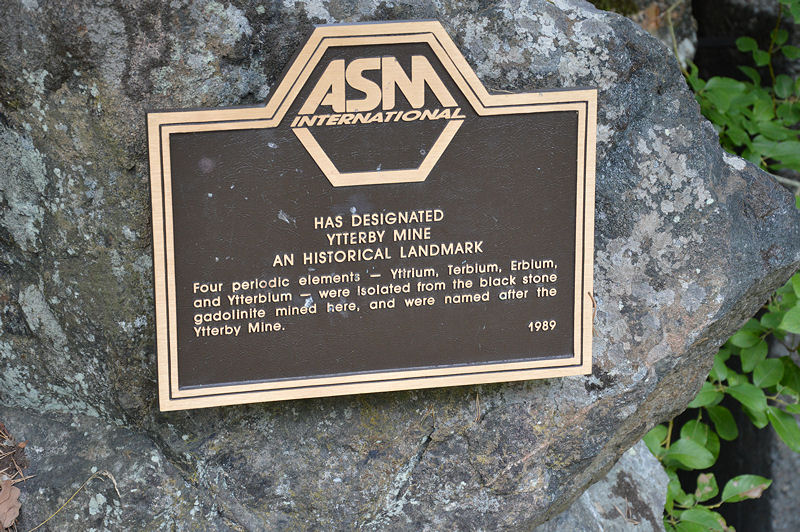 ASM
INTERNATIONAL
HAS DESIGNATED
YTTERBY MINE
AN HISTORICAL LANDMARK
Four periodic elements — Yttrium, Terbium, Erbium,
and Ytterbium — were isolated from the black stone
gadolinite mined here, and were named after the
Ytterby Mine. 1989